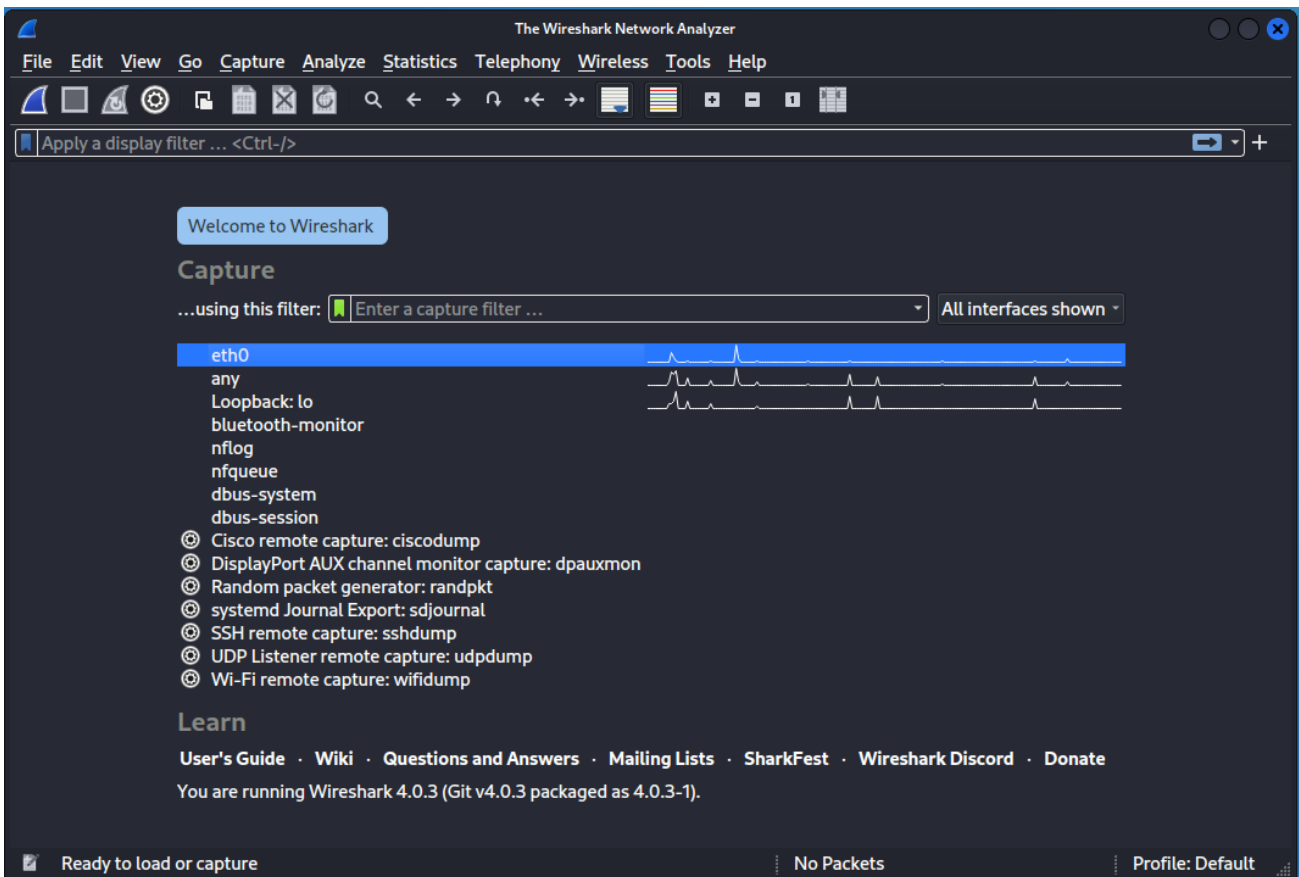 The Wireshark Network Analyzer
File Edit View Go Capture Analyze Statistics Telephony Wireless Tools Help
Apply a display filter … <Ctrl-/>
Welcome to Wireshark
Capture
…using this filter: Enter a capture filter … All interfaces shown
eth0
any
Loopback: lo
bluetooth-monitor
nflog
nfqueue
dbus-system
dbus-session
Cisco remote capture: ciscodump
DisplayPort AUX channel monitor capture: dpauxmon
Random packet generator: randpkt
systemd Journal Export: sdjournal
SSH remote capture: sshdump
UDP Listener remote capture: udpdump
Wi-Fi remote capture: wifidump
Learn
User's Guide · Wiki · Questions and Answers · Mailing Lists · SharkFest · Wireshark Discord · Donate
You are running Wireshark 4.0.3 (Git v4.0.3 packaged as 4.0.3-1).
Ready to load or capture No Packets Profile: Default